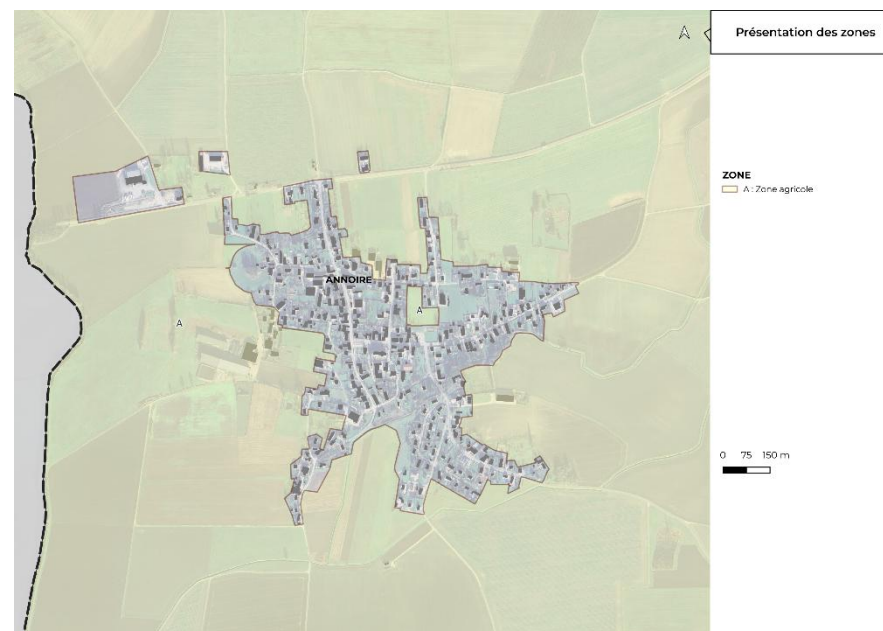 Présentation des zones
ZONE
A : Zone agricole
ANNOIRE
A
A
0 75 150 m